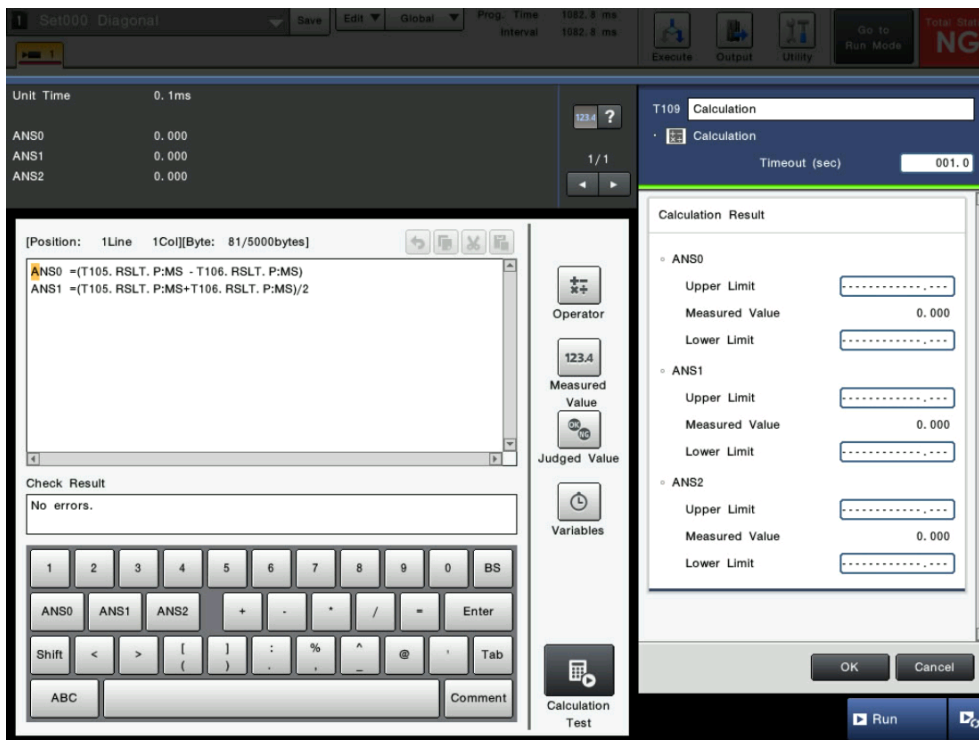 1 Set000 Diagonal
Save
Edit
Global
Prog. Time 1082.8 ms
Interval 1082.8 ms
Execute
Output
Utility
Go to
Run Mode
NG
1
Unit Time 0.1ms
ANS0 0.000
ANS1 0.000
ANS2 0.000
123.4 ?
1/1
T109 Calculation
Calculation
Timeout (sec) 001.0
[Position: 1Line 1Col][Byte: 81/5000bytes]
ANS0 =(T105. RSLT. P:MS - T106. RSLT. P:MS)
ANS1 =(T105. RSLT. P:MS+T106. RSLT. P:MS)/2
Operator
123.4
Measured
Value
OK NG
Judged Value
Variables
Calculation
Test
Check Result
No errors.
1 2 3 4 5 6 7 8 9 0 BS
ANS0 ANS1 ANS2 + - * / = Enter
Shift < > [ ( ] ) : . % , ^ _ @ ' Tab
ABC Comment
Calculation Result
ANS0
Upper Limit ------------.---
Measured Value 0.000
Lower Limit ------------.---
ANS1
Upper Limit ------------.---
Measured Value 0.000
Lower Limit ------------.---
ANS2
Upper Limit ------------.---
Measured Value 0.000
Lower Limit ------------.---
OK Cancel
Run